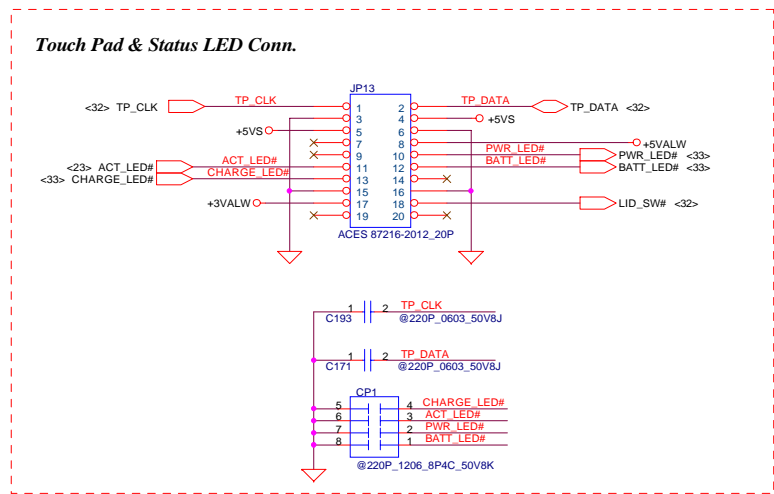 Touch Pad & Status LED Conn.
JP13
<32> TP_CLK TP_CLK 1 2 TP_DATA TP_DATA <32>
3 4 +5VS
+5VS 5 6
7 8 +5VALW
9 10 PWR_LED# PWR_LED# <33>
<23> ACT_LED# ACT_LED# 11 12 BATT_LED# BATT_LED# <33>
<33> CHARGE_LED# CHARGE_LED# 13 14
15 16
+3VALW 17 18 LID_SW# <32>
19 20
ACES 87216-2012_20P
C193 1 2 TP_CLK
@220P_0603_50V8J
C171 1 2 TP_DATA
@220P_0603_50V8J
CP1
5 4 CHARGE_LED#
6 3 ACT_LED#
7 2 PWR_LED#
8 1 BATT_LED#
@220P_1206_8P4C_50V8K